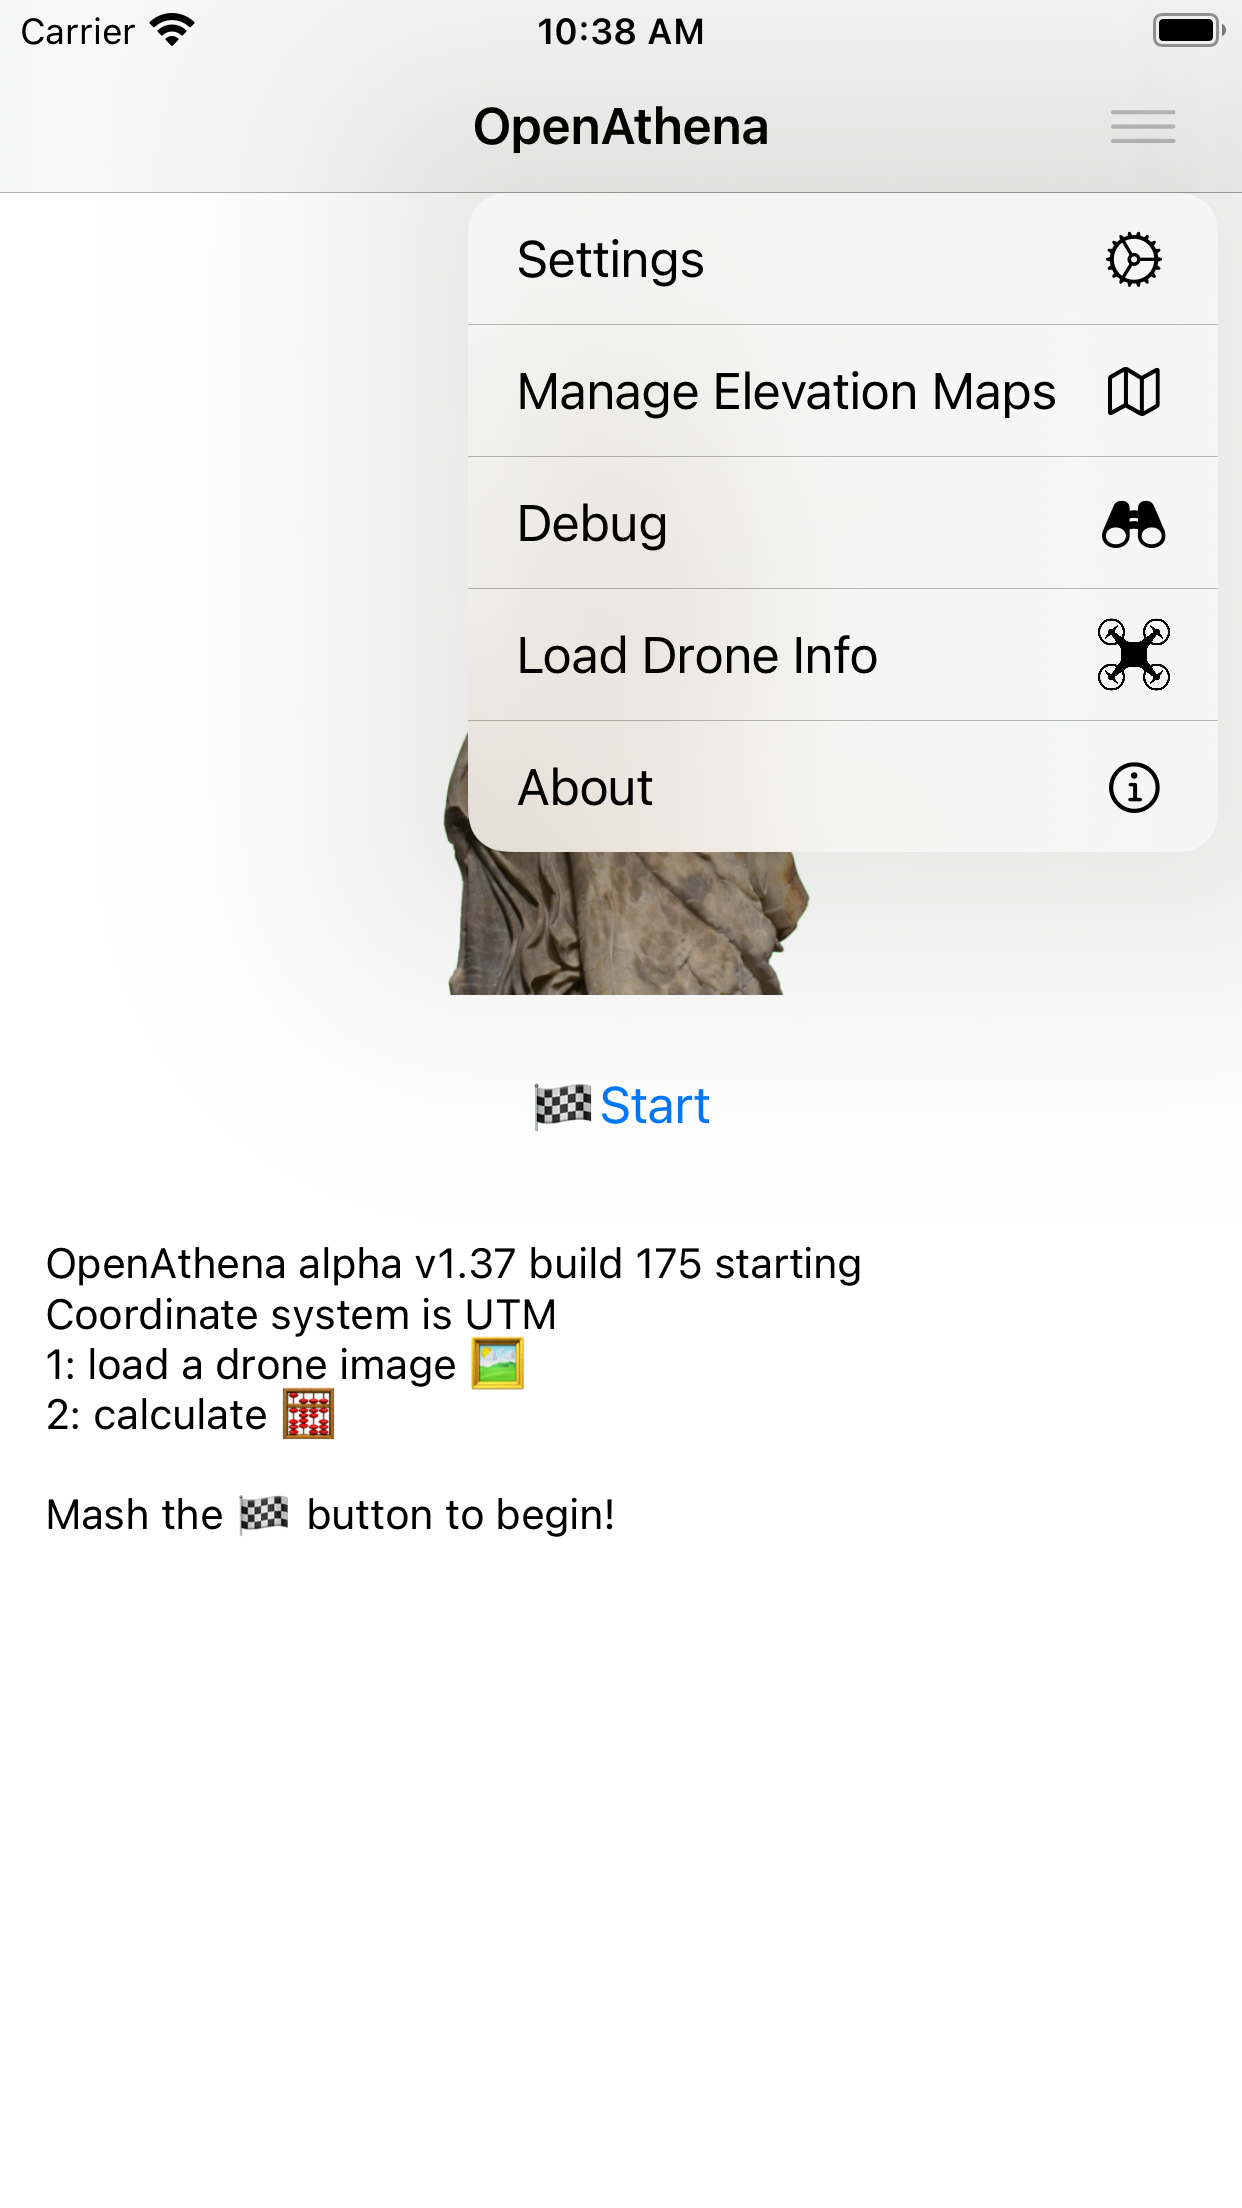 Carrier 10:38 AM
OpenAthena
Settings
Manage Elevation Maps
Debug
Load Drone Info
About
🏁Start
OpenAthena alpha v1.37 build 175 starting
Coordinate system is UTM
1: load a drone image 🖼️
2: calculate 🧮
Mash the 🏁 button to begin!